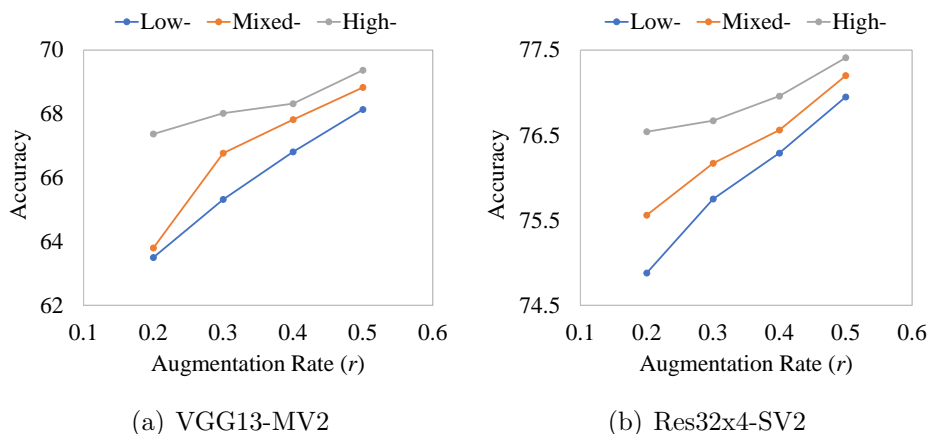 Low- Mixed- High-
70
68
66
64
62
Accuracy
0.1 0.2 0.3 0.4 0.5 0.6
Augmentation Rate (r)
(a) VGG13-MV2
Low- Mixed- High-
77.5
76.5
75.5
74.5
Accuracy
0.1 0.2 0.3 0.4 0.5 0.6
Augmentation Rate (r)
(b) Res32x4-SV2